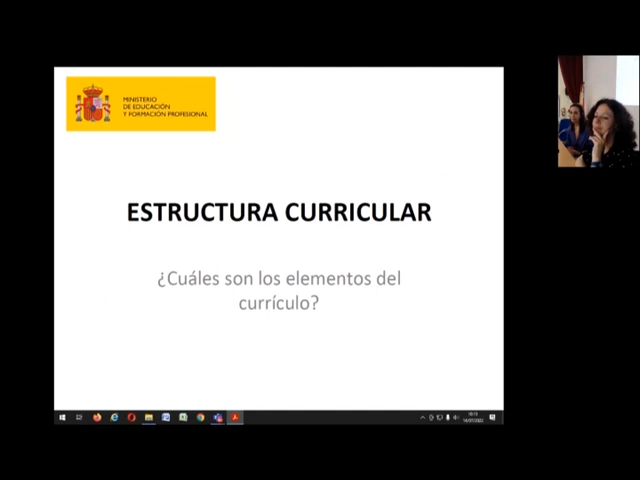 MINISTERIO
DE EDUCACIÓN
Y FORMACIÓN PROFESIONAL
ESTRUCTURA CURRICULAR
¿Cuáles son los elementos del
currículo?